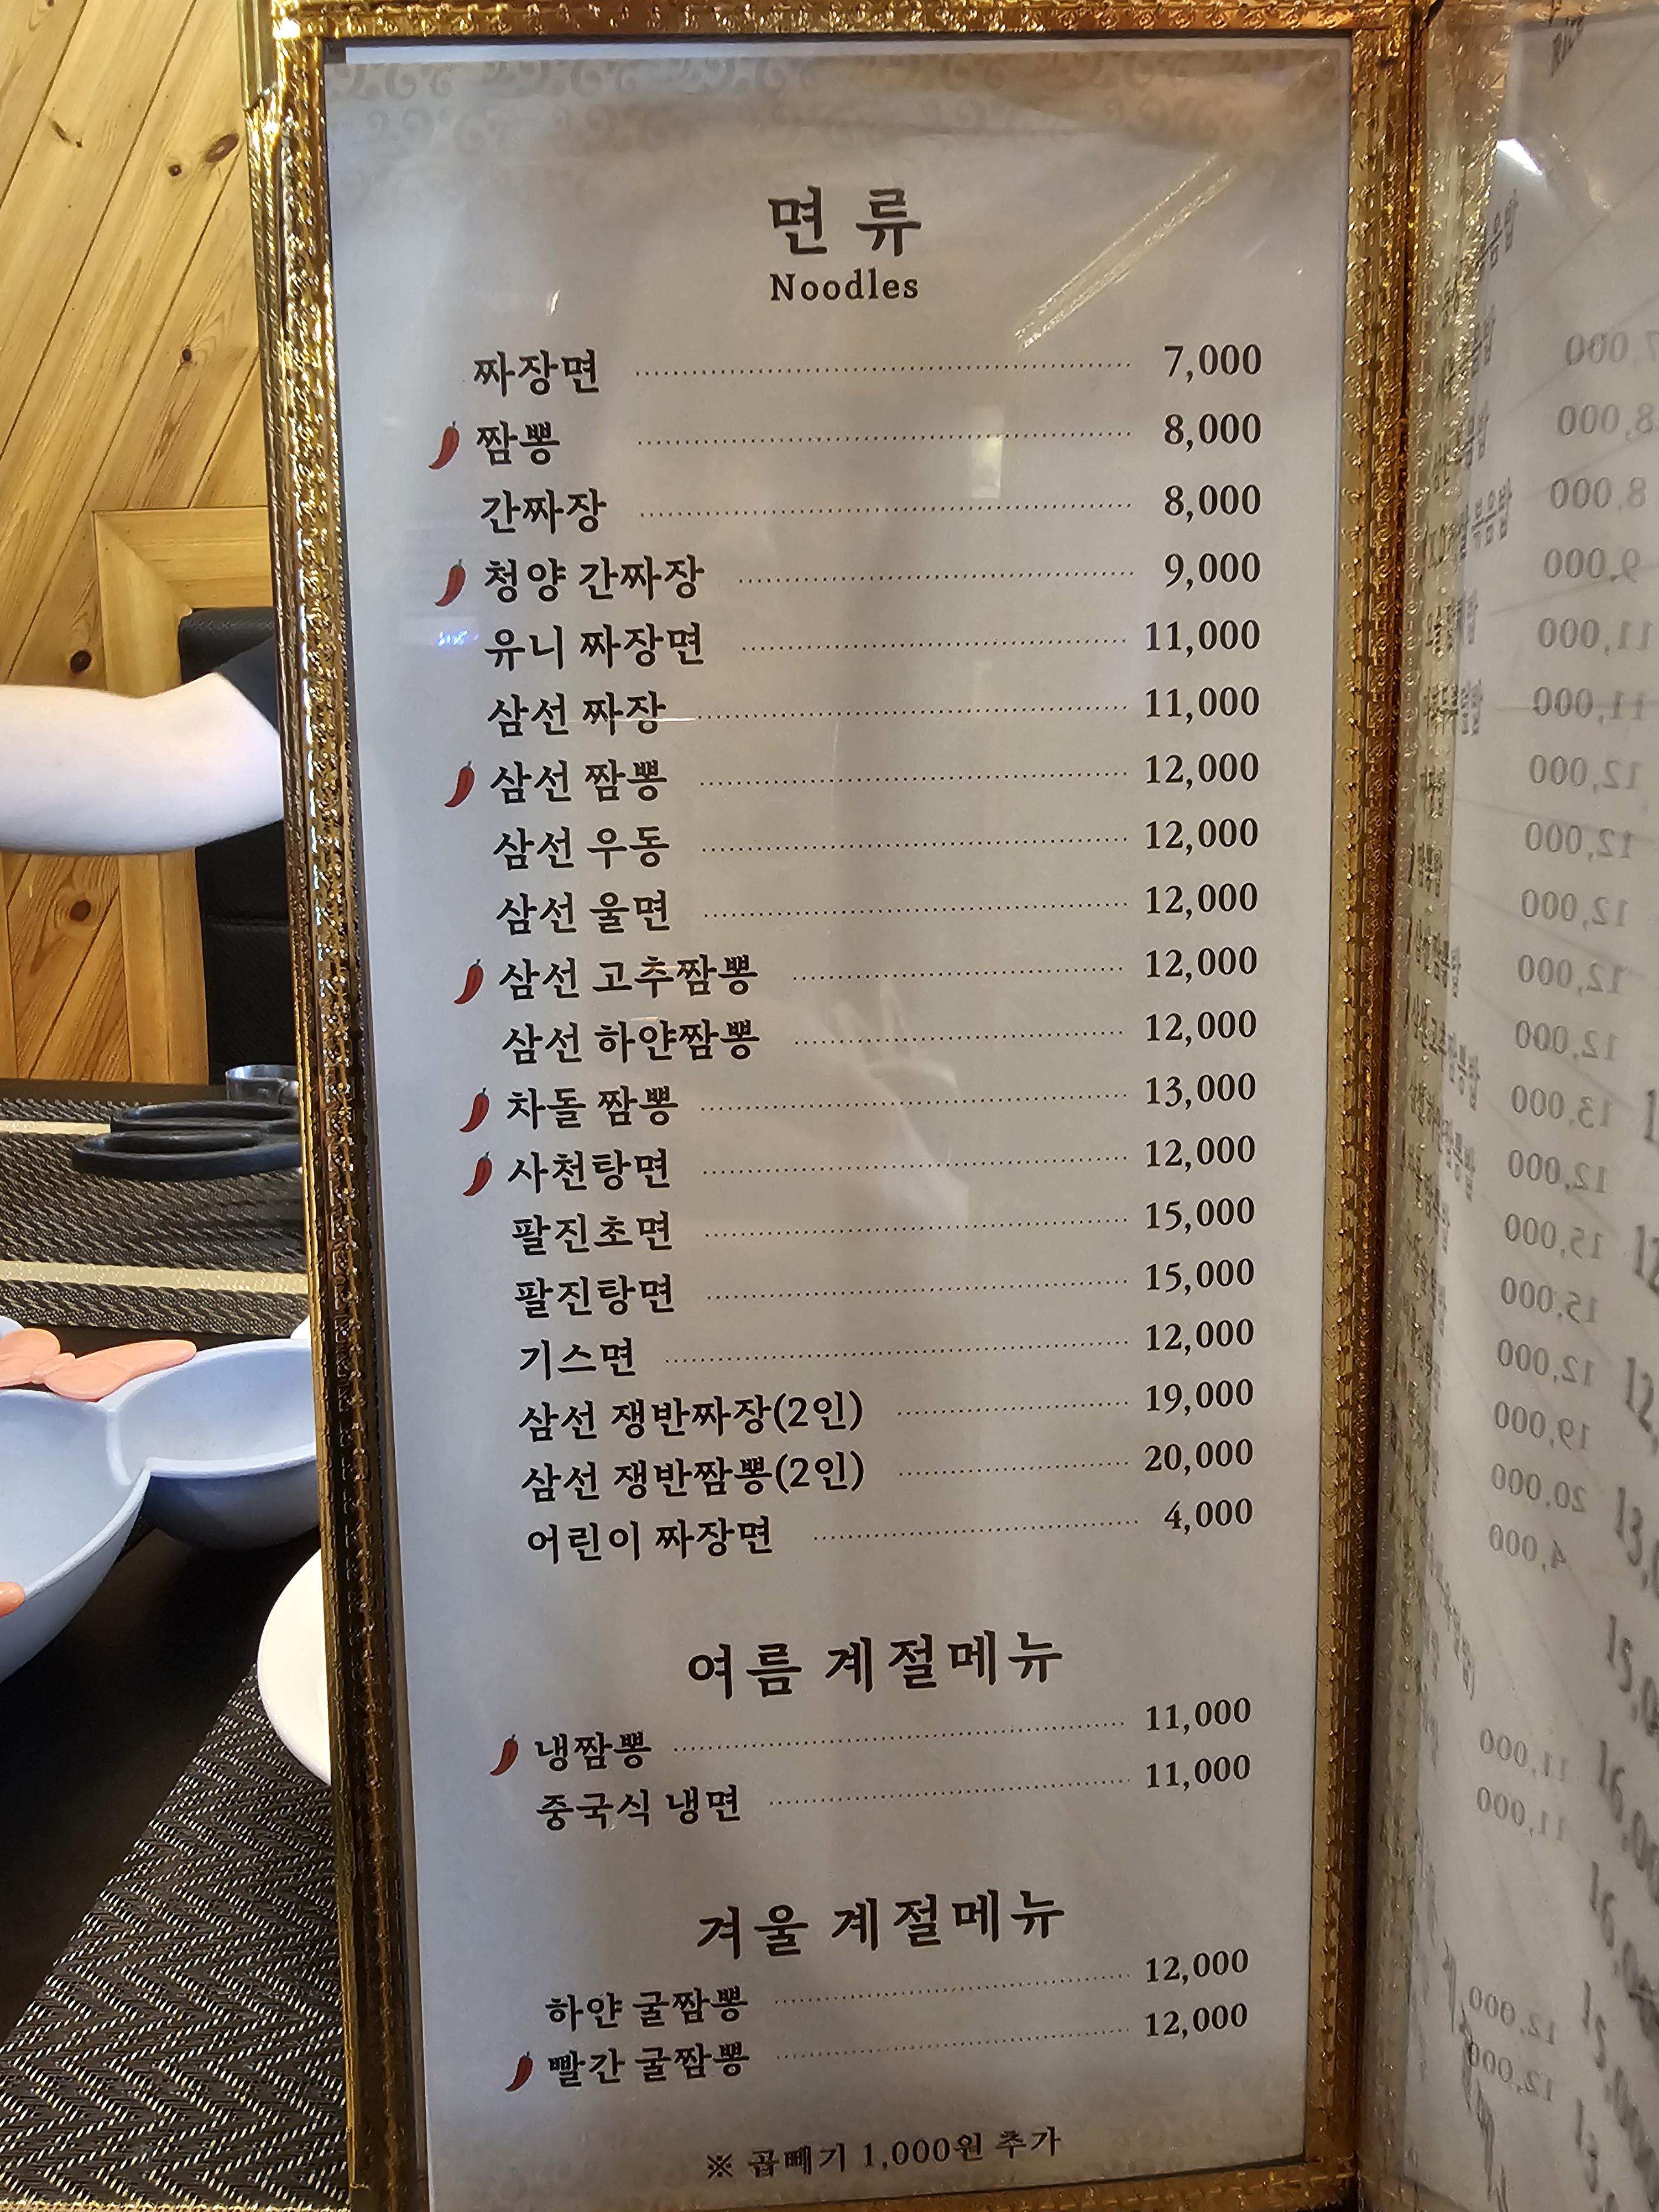 면 류
Noodles
짜장면 7,000
짬뽕 8,000
간짜장 8,000
청양 간짜장 9,000
유니 짜장면 11,000
삼선 짜장 11,000
삼선 짬뽕 12,000
삼선 우동 12,000
삼선 울면 12,000
삼선 고추짬뽕 12,000
삼선 하얀짬뽕 12,000
차돌 짬뽕 13,000
사천탕면 12,000
팔진초면 15,000
팔진탕면 15,000
기스면 12,000
삼선 쟁반짜장(2인) 19,000
삼선 쟁반짬뽕(2인) 20,000
어린이 짜장면 4,000
여름 계절메뉴
냉짬뽕 11,000
중국식 냉면 11,000
겨울 계절메뉴
하얀 굴짬뽕 12,000
빨간 굴짬뽕 12,000
※ 곱빼기 1,000원 추가